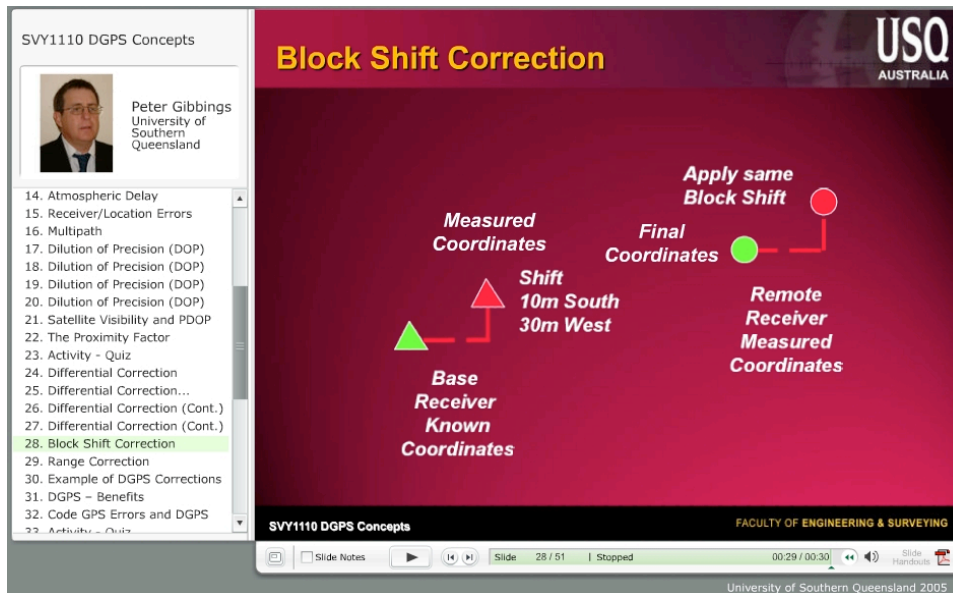 SVY1110 DGPS Concepts
Peter Gibbings
University of
Southern
Queensland
14. Atmospheric Delay
15. Receiver/Location Errors
16. Multipath
17. Dilution of Precision (DOP)
18. Dilution of Precision (DOP)
19. Dilution of Precision (DOP)
20. Dilution of Precision (DOP)
21. Satellite Visibility and PDOP
22. The Proximity Factor
23. Activity - Quiz
24. Differential Correction
25. Differential Correction...
26. Differential Correction (Cont.)
27. Differential Correction (Cont.)
28. Block Shift Correction
29. Range Correction
30. Example of DGPS Corrections
31. DGPS – Benefits
32. Code GPS Errors and DGPS
33. Activity - Quiz
Block Shift Correction
USQ
AUSTRALIA
Measured
Coordinates
Shift
10m South
30m West
Base
Receiver
Known
Coordinates
Apply same
Block Shift
Final
Coordinates
Remote
Receiver
Measured
Coordinates
SVY1110 DGPS Concepts
FACULTY OF ENGINEERING & SURVEYING
Slide Notes
Slide 28 / 51 | Stopped 00:29 / 00:30
Slide
Handouts
University of Southern Queensland 2005